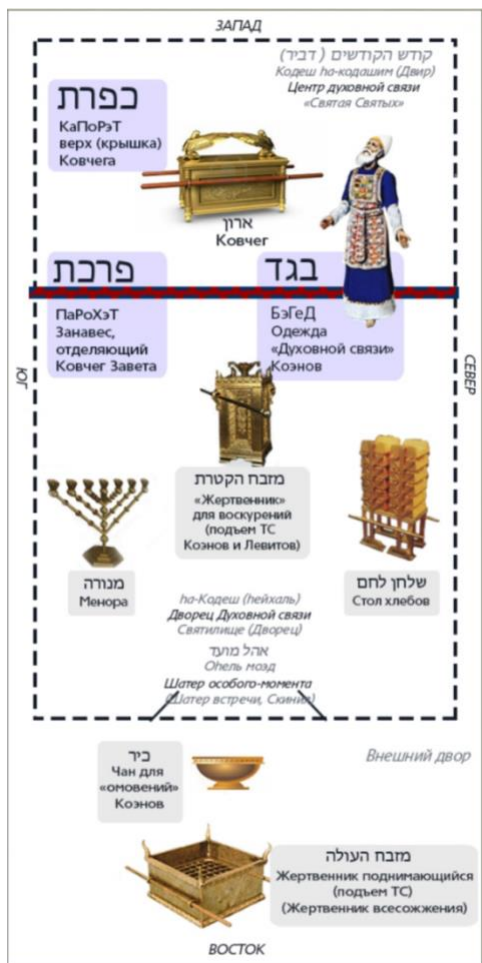 ЗАПАД
קודש הקודשים (דביר)
Кодеш hа-кодашим (Двир)
Центр духовной связи
«Святая Святых»
כפרת
КаПоРэТ
верх (крышка)
Ковчега
ארון
Ковчег
פרכת
ПаРоХэТ
Занавес,
отделяющий
Ковчег Завета
בגד
БэГеД
Одежда
«Духовной связи»
Коэнов
ЮГ
СЕВЕР
מזבח הקטרת
«Жертвенник»
для воскурений
(подъем ТС
Коэнов и Левитов)
מנורה
Менора
שלחן לחם
Стол хлебов
hа-Кодеш (hейхаль)
Дворец Духовной связи
Святилище (Дворец)
אהל מועד
Оhель моэд
Шатер особого-момента
(Шатер встречи, Скиния)
Внешний двор
כיר
Чан для
«омовений»
Коэнов
מזבח העולה
Жертвенник поднимающийся
(подъем ТС)
(Жертвенник всесожжения)
ВОСТОК